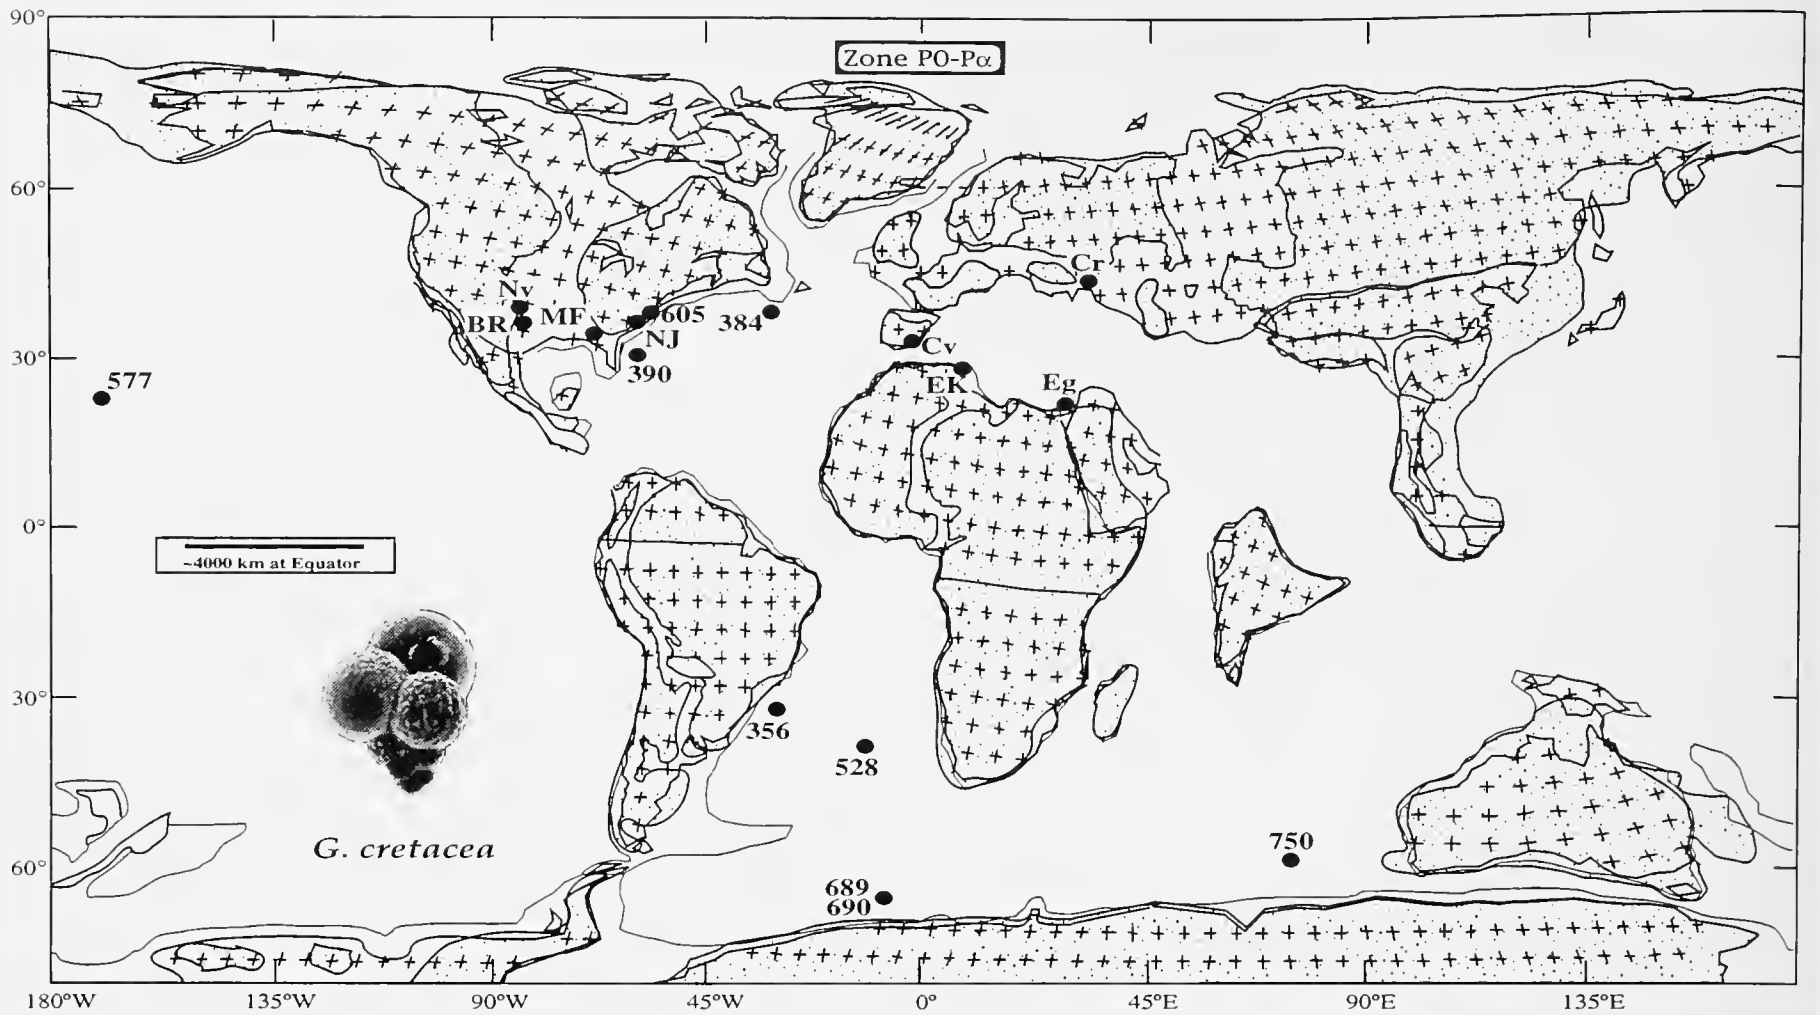 90°
Zone PO-Pα
60°
Cr
Nv
BR
MF
605
384
NJ
Cv
30°
390
577
EK
Eg
0°
~4000 km at Equator
30°
356
528
G. cretacea
750
60°
689
690
180°W
135°W
90°W
45°W
0°
45°E
90°E
135°E